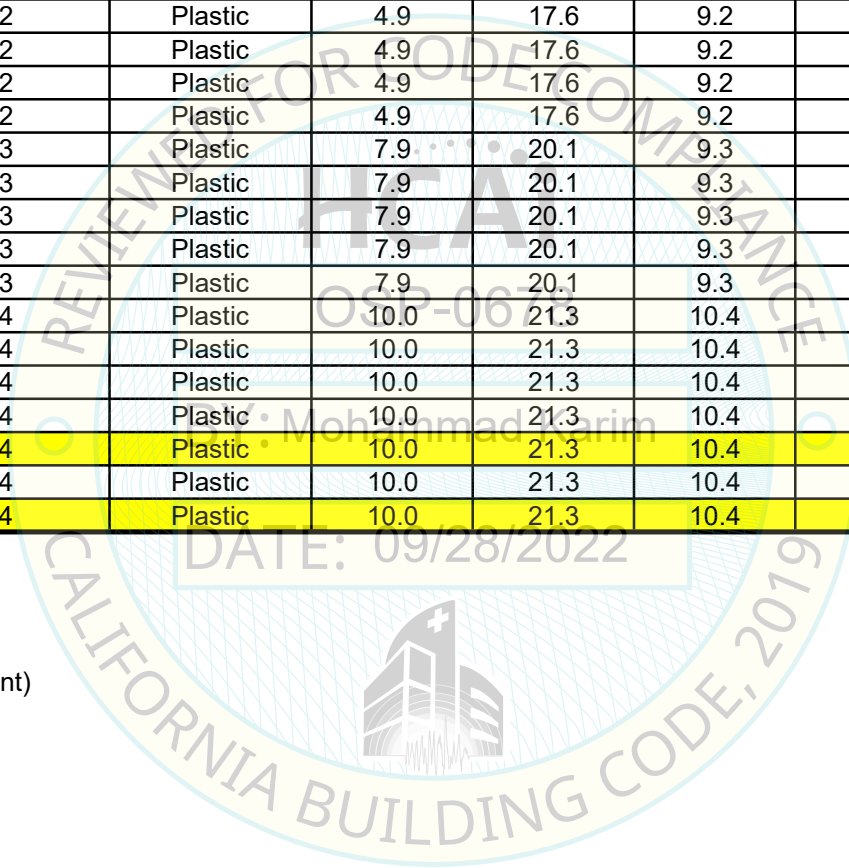 2 Plastic 4.9 17.6 9.2
2 Plastic 4.9 17.6 9.2
2 Plastic 4.9 17.6 9.2
2 Plastic 4.9 17.6 9.2
3 Plastic 7.9 20.1 9.3
3 Plastic 7.9 20.1 9.3
3 Plastic 7.9 20.1 9.3
3 Plastic 7.9 20.1 9.3
3 Plastic 7.9 20.1 9.3
4 Plastic 10.0 21.3 10.4
4 Plastic 10.0 21.3 10.4
4 Plastic 10.0 21.3 10.4
4 Plastic 10.0 21.3 10.4
4 Plastic 10.0 21.3 10.4
4 Plastic 10.0 21.3 10.4
4 Plastic 10.0 21.3 10.4
nt)
REVIEWED FOR CODE COMPLIANCE
HCAI
OSP-0678
BY: Mohammad Karim
DATE: 09/28/2022
CALIFORNIA BUILDING CODE, 2019